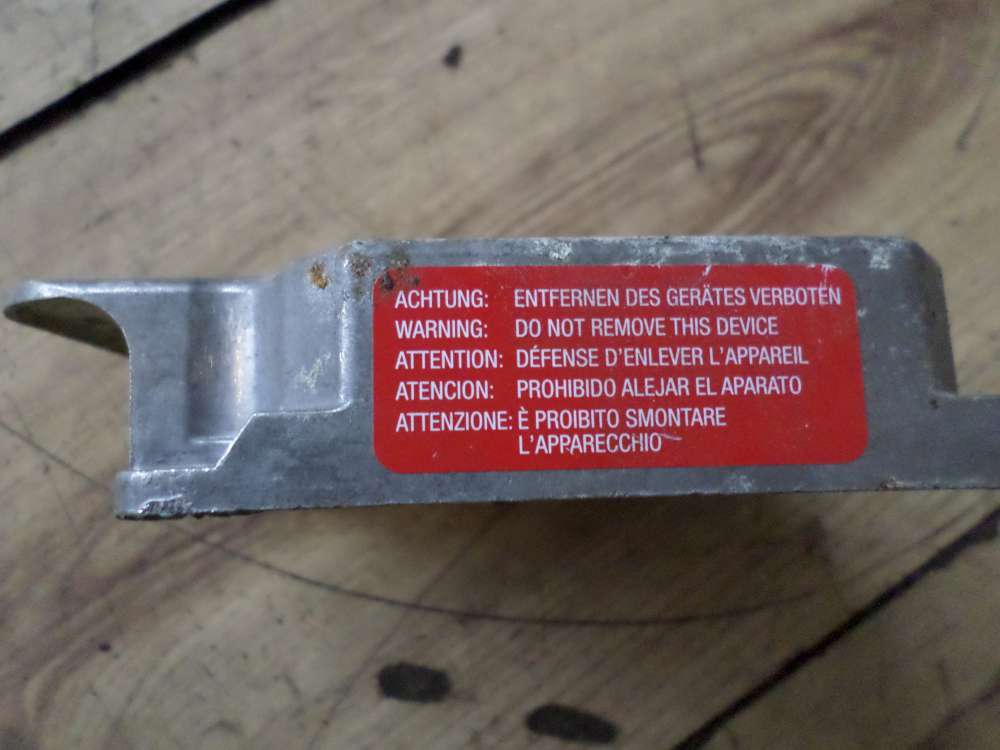 ACHTUNG: ENTFERNEN DES GERÄTES VERBOTEN
WARNING: DO NOT REMOVE THIS DEVICE
ATTENTION: DÉFENSE D'ENLEVER L'APPAREIL
ATENCION: PROHIBIDO ALEJAR EL APARATO
ATTENZIONE: È PROIBITO SMONTARE
L'APPARECCHIO